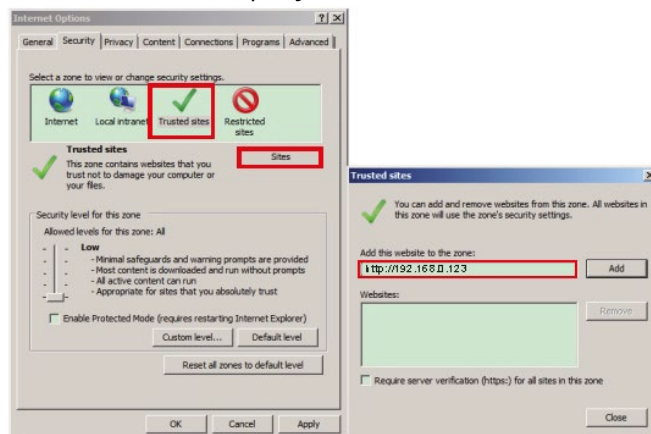 Internet Options
General Security Privacy Content Connections Programs Advanced
Select a zone to view or change security settings.
Internet Local intranet Trusted sites Restricted sites
Trusted sites
This zone contains websites that you
trust not to damage your computer or
your files.
Sites
Security level for this zone
Allowed levels for this zone: All
Low
- Minimal safeguards and warning prompts are provided
- Most content is downloaded and run without prompts
- All active content can run
- Appropriate for sites that you absolutely trust
Enable Protected Mode (requires restarting Internet Explorer)
Custom level... Default level
Reset all zones to default level
OK Cancel Apply
Trusted sites
You can add and remove websites from this zone. All websites in
this zone will use the zone's security settings.
Add this website to the zone:
http://192.168.0.123 Add
Websites:
Remove
Require server verification (https:) for all sites in this zone
Close